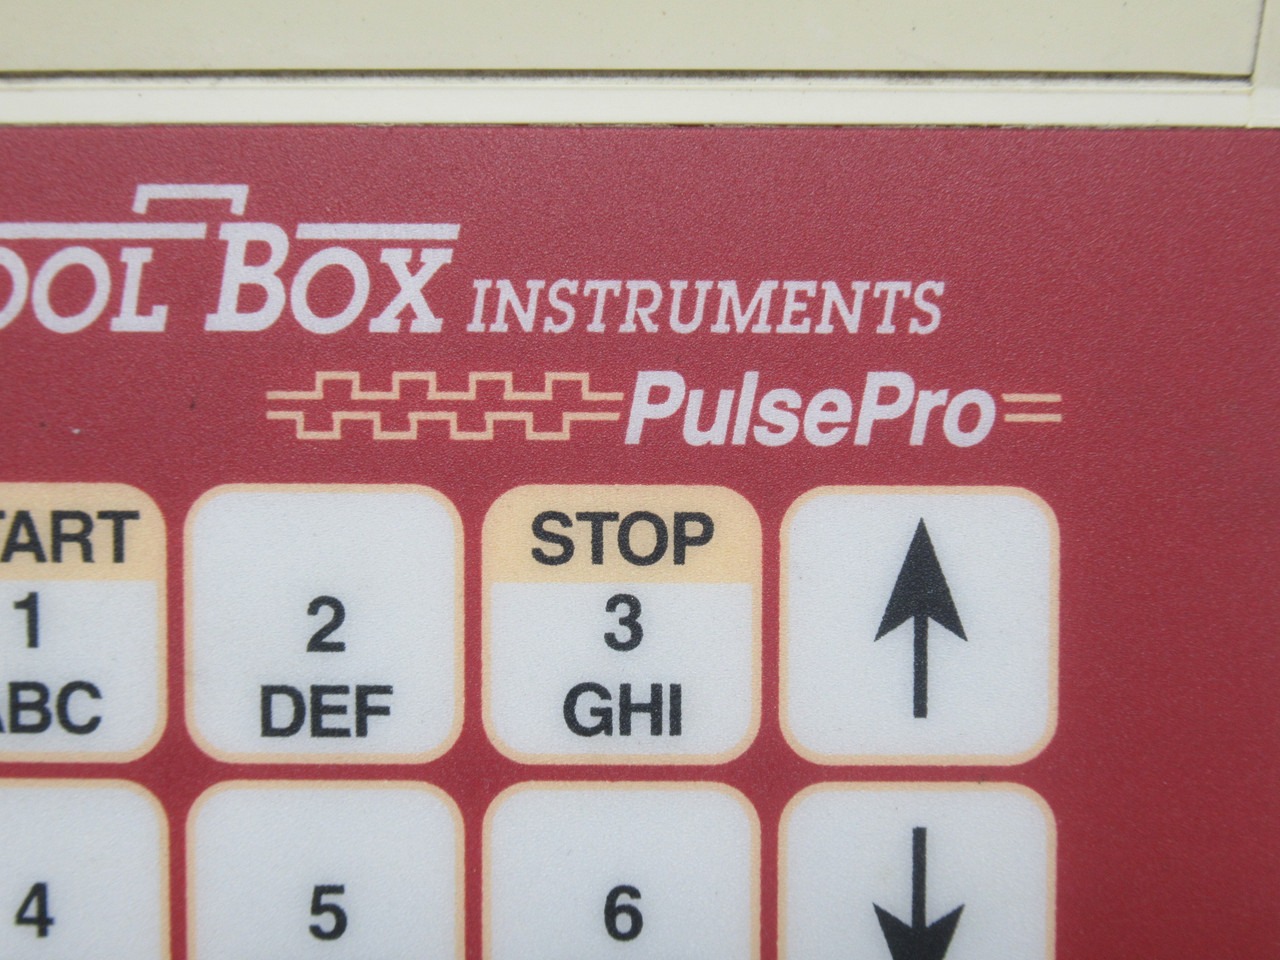 OOL BOX INSTRUMENTS
PulsePro
TART STOP
1 2 3
ABC DEF GHI
4 5 6